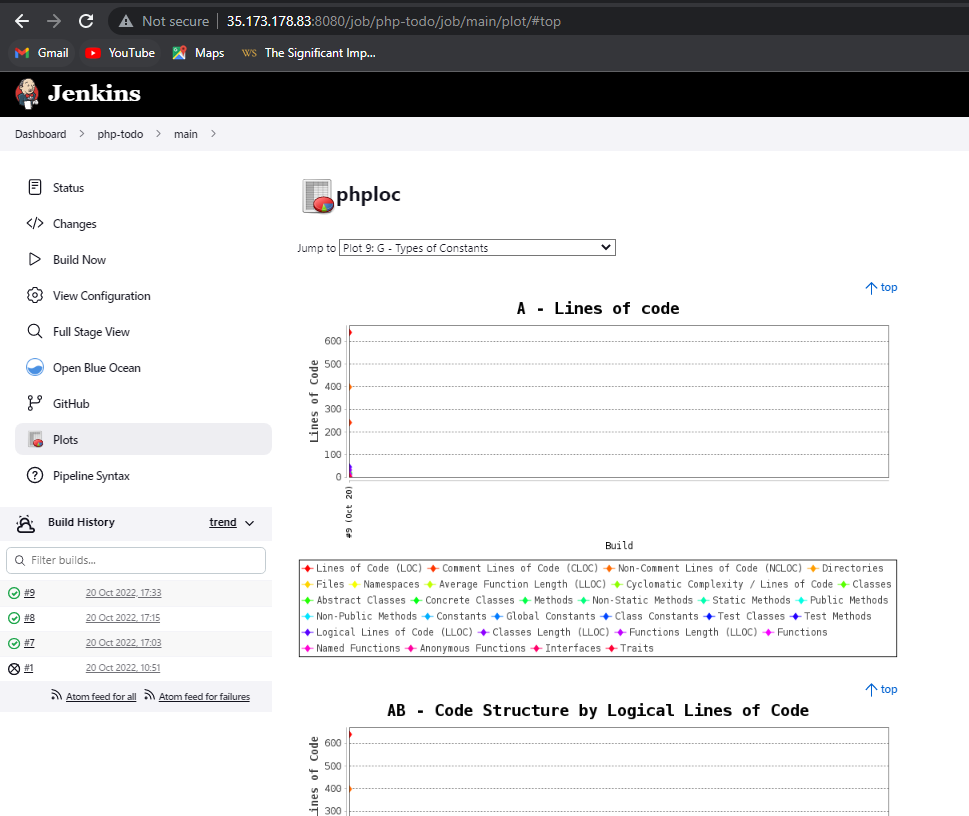 Not secure 35.173.178.83:8080/job/php-todo/job/main/plot/#top
Gmail YouTube Maps WS The Significant Imp...
Jenkins
Dashboard php-todo main
Status
Changes
Build Now
View Configuration
Full Stage View
Open Blue Ocean
GitHub
Plots
Pipeline Syntax
Build History trend
Filter builds...
#9 20 Oct 2022, 17:33
#8 20 Oct 2022, 17:15
#7 20 Oct 2022, 17:03
#1 20 Oct 2022, 10:51
Atom feed for all Atom feed for failures
phploc
Jump to Plot 9: G - Types of Constants
top
A - Lines of code
Lines of Code
600
500
400
300
200
100
0
#9 (Oct 20)
Build
Lines of Code (LOC) Comment Lines of Code (CLOC) Non-Comment Lines of Code (NCLOC) Directories
Files Namespaces Average Function Length (LLOC) Cyclomatic Complexity / Lines of Code Classes
Abstract Classes Concrete Classes Methods Non-Static Methods Static Methods Public Methods
Non-Public Methods Constants Global Constants Class Constants Test Classes Test Methods
Logical Lines of Code (LLOC) Classes Length (LLOC) Functions Length (LLOC) Functions
Named Functions Anonymous Functions Interfaces Traits
top
AB - Code Structure by Logical Lines of Code
ines of Code
600
500
400
300